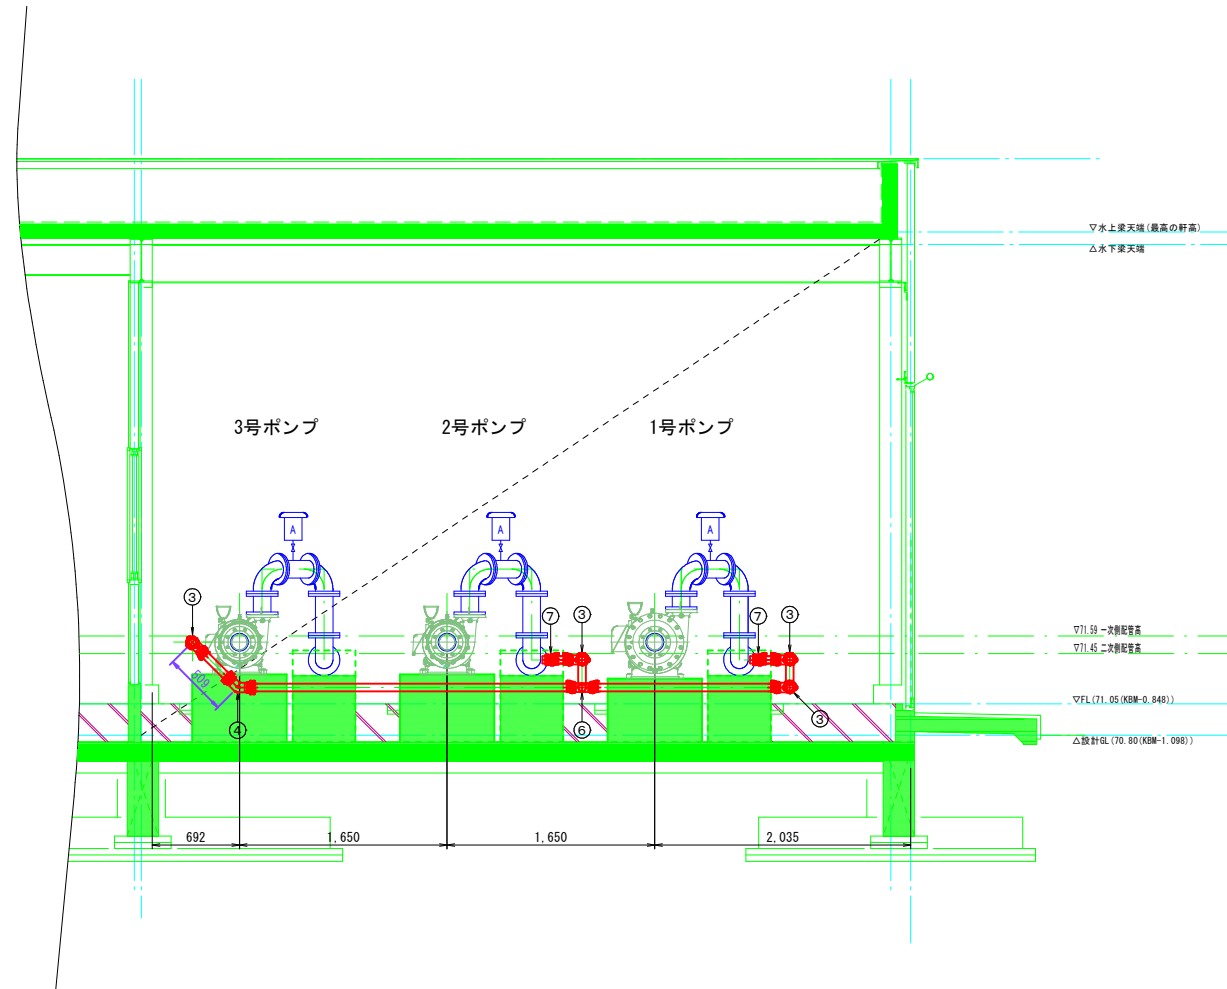 ▽水上梁天端(最高の軒高)
△水下梁天端
3号ポンプ
2号ポンプ
1号ポンプ
A
A
A
③
⑦
③
⑦
③
▽71.59 一次側配管高
▽71.45 二次側配管高
609
④
⑥
③
▽FL(71.05(KBM-0.848))
△設計GL(70.80(KBM-1.098))
692
1,650
1,650
2,035